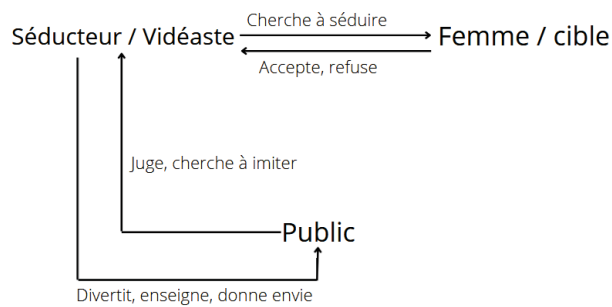 Cherche à séduire
Séducteur / Vidéaste
Femme / cible
Accepte, refuse
Juge, cherche à imiter
Public
Divertit, enseigne, donne envie